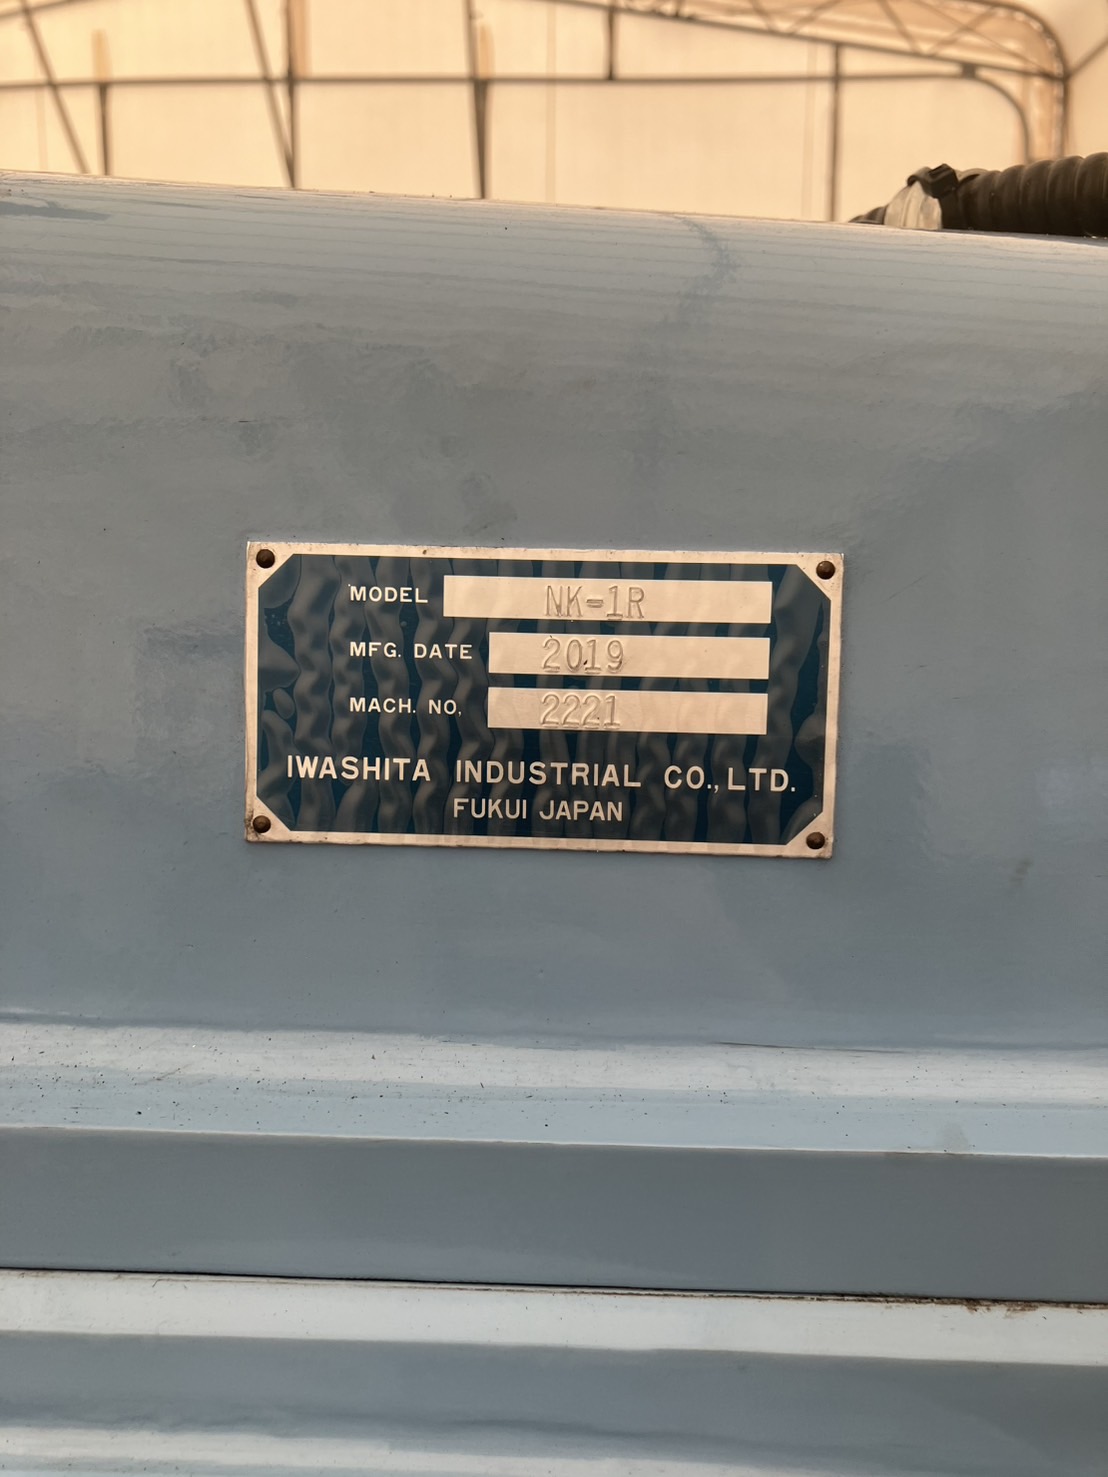 MODEL NK-1R
MFG. DATE 2019
MACH. NO. 2221
IWASHITA INDUSTRIAL CO., LTD.
FUKUI JAPAN